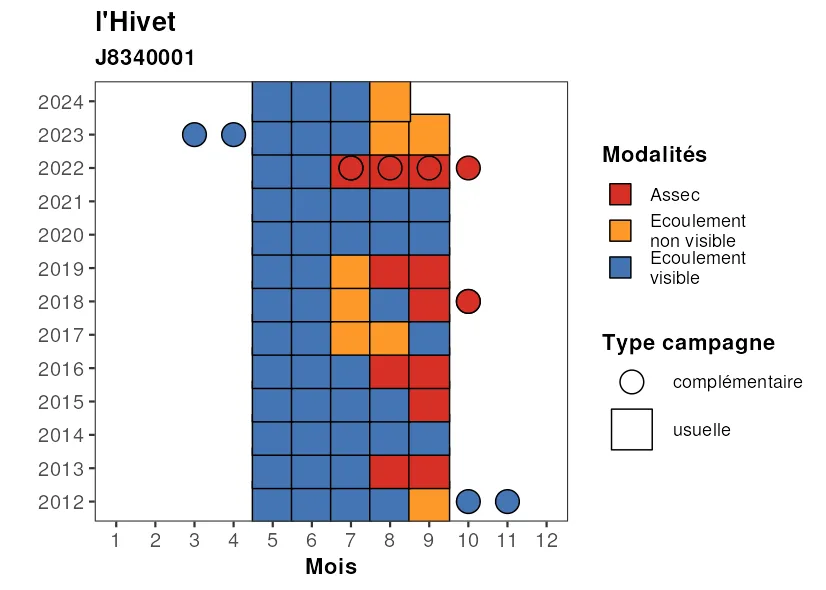 l'Hivet
J8340001
2024
2023
2022
2021
2020
2019
2018
2017
2016
2015
2014
2013
2012
1 2 3 4 5 6 7 8 9 10 11 12
Mois
Modalités
Assec
Ecoulement
non visible
Ecoulement
visible
Type campagne
complémentaire
usuelle